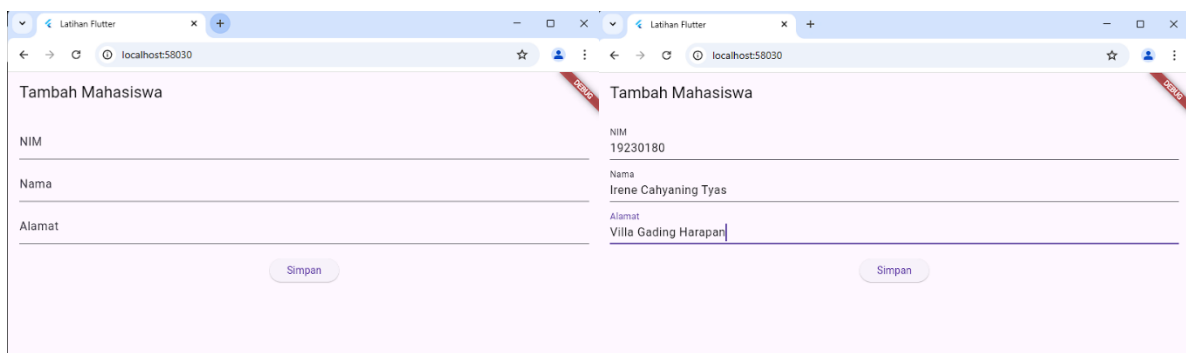 Latihan Flutter
localhost:58030
DEBUG
Tambah Mahasiswa
NIM
Nama
Alamat
Simpan
Latihan Flutter
localhost:58030
DEBUG
Tambah Mahasiswa
NIM
19230180
Nama
Irene Cahyaning Tyas
Alamat
Villa Gading Harapan
Simpan